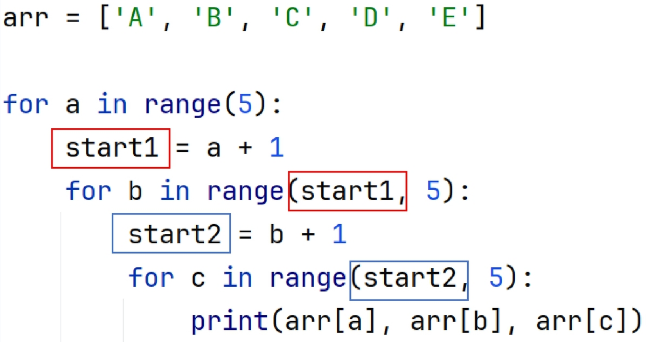 arr = ['A', 'B', 'C', 'D', 'E']
for a in range(5):
    start1 = a + 1
    for b in range(start1, 5):
        start2 = b + 1
        for c in range(start2, 5):
            print(arr[a], arr[b], arr[c])